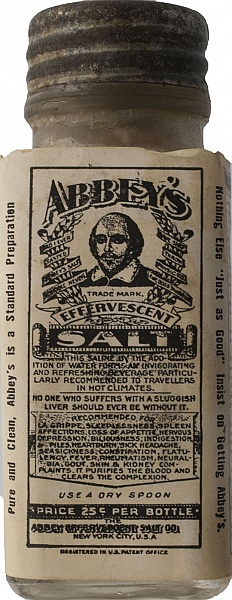 ABBEY'S
TRADE MARK.
EFFERVESCENT
SALT
THIS SALINE BY THE ADDI-
TION OF WATER FORMS AN INVIGORATING
AND REFRESHING BEVERAGE PARTICU-
LARLY RECOMMENDED TO TRAVELLERS
IN HOT CLIMATES.
NO ONE WHO SUFFERS WITH A SLUGGISH
LIVER SHOULD EVER BE WITHOUT IT.
RECOMMENDED FOR
LA GRIPPE, SLEEPLESSNESS, SPLEEN
AFFECTIONS, LOSS OF APPETITE, NERVOUS
DEPRESSION, BILIOUSNESS, INDIGESTION,
PILES, HEARTBURN, SICK HEADACHE,
SEASICKNESS, CONSTIPATION, FLATU-
LENCY, FEVER, RHEUMATISM, NEURAL-
GIA, GOUT, SKIN & KIDNEY COM-
PLAINTS. IT PURIFIES THE BLOOD AND
CLEARS THE COMPLEXION.
USE A DRY SPOON
PRICE 25¢ PER BOTTLE
THE
ABBEY EFFERVESCENT SALT CO.
NEW YORK CITY, U.S.A
REGISTERED IN U.S. PATENT OFFICE
Pure and Clean, Abbey's is a Standard Preparation
Nothing Else "Just as Good" Insist on Getting Abbey's.